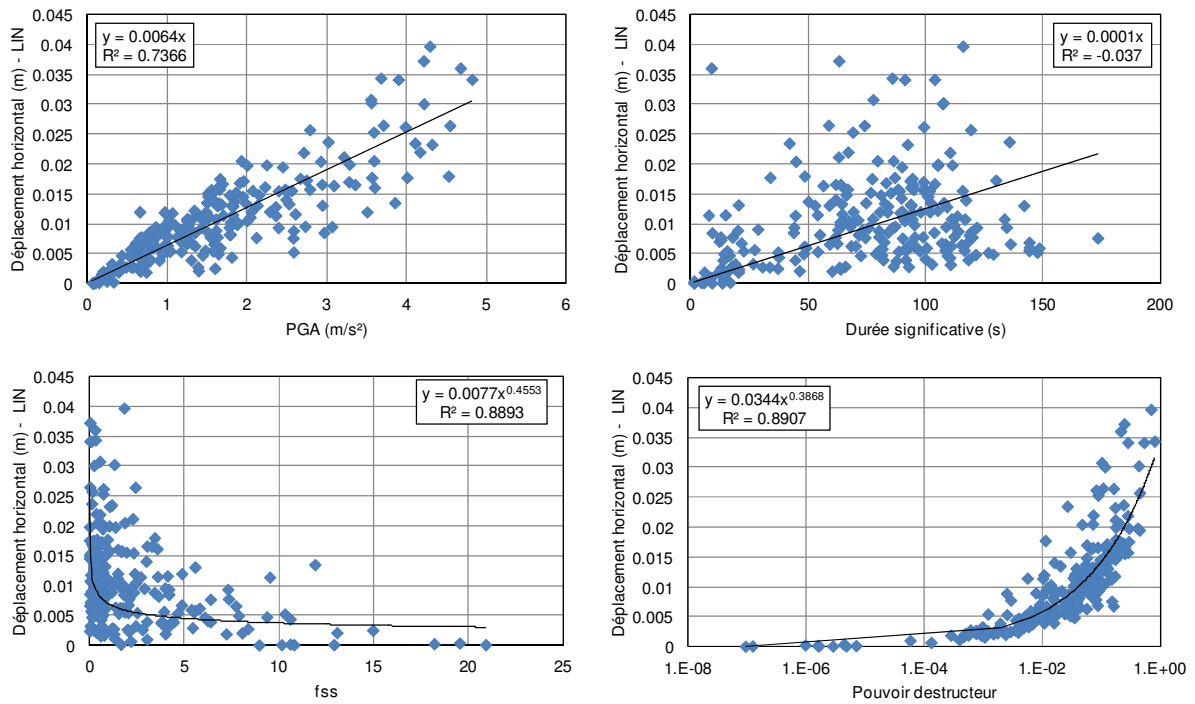 Déplacement horizontal (m) - LIN
0.045
0.04
0.035
0.03
0.025
0.02
0.015
0.01
0.005
0
y = 0.0064x
R² = 0.7366
0 1 2 3 4 5 6
PGA (m/s²)
Déplacement horizontal (m) - LIN
0.045
0.04
0.035
0.03
0.025
0.02
0.015
0.01
0.005
0
y = 0.0001x
R² = -0.037
0 50 100 150 200
Durée significative (s)
Déplacement horizontal (m) - LIN
0.045
0.04
0.035
0.03
0.025
0.02
0.015
0.01
0.005
0
y = 0.0077x^0.4553
R² = 0.8893
0 5 10 15 20 25
fss
Déplacement horizontal (m) - LIN
0.045
0.04
0.035
0.03
0.025
0.02
0.015
0.01
0.005
0
y = 0.0344x^0.3868
R² = 0.8907
1.E-08 1.E-06 1.E-04 1.E-02 1.E+00
Pouvoir destructeur